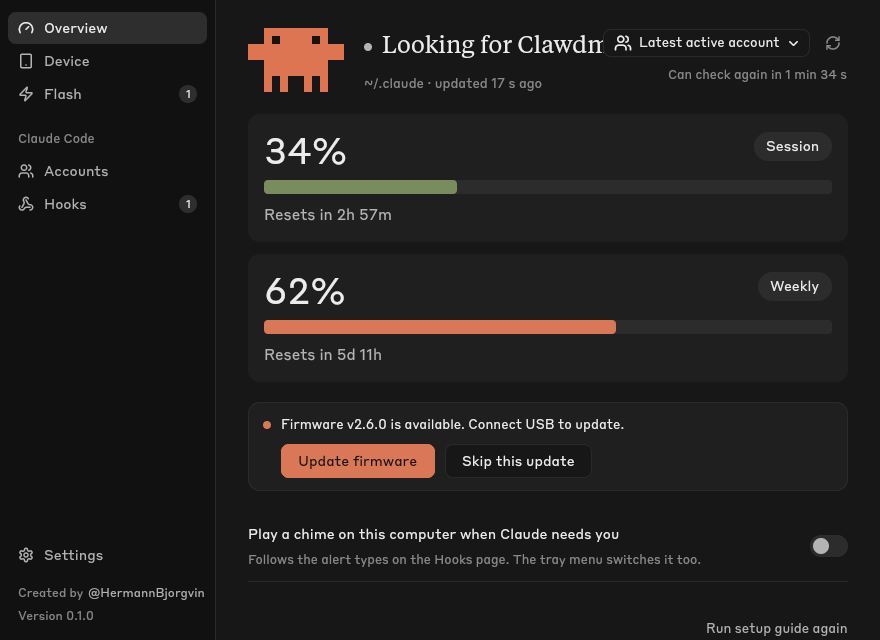 Overview
Device
Flash 1
Claude Code
Accounts
Hooks 1
Settings
Created by @HermannBjorgvin
Version 0.1.0
Looking for Clawdm
Latest active account
~/.claude · updated 17 s ago
Can check again in 1 min 34 s
34%
Session
Resets in 2h 57m
62%
Weekly
Resets in 5d 11h
Firmware v2.6.0 is available. Connect USB to update.
Update firmware
Skip this update
Play a chime on this computer when Claude needs you
Follows the alert types on the Hooks page. The tray menu switches it too.
Run setup guide again